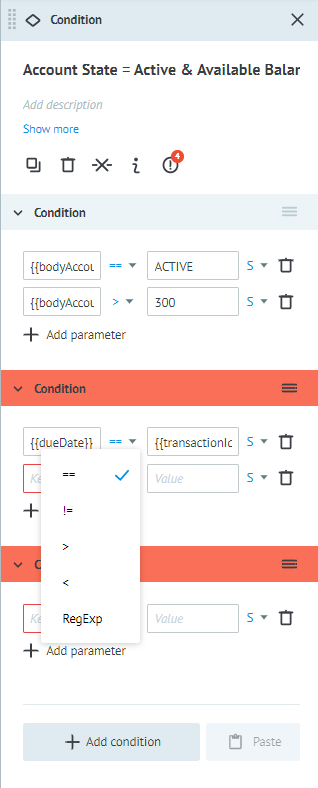 Condition
Account State = Active & Available Balar
Add description
Show more
4
Condition
{{bodyAccou == ACTIVE S
{{bodyAccou > 300 S
Add parameter
Condition
{{dueDate}} == {{transactionIc S
Ke Value S
==
!=
>
<
RegExp
C
Ke Value S
Add parameter
Add condition
Paste